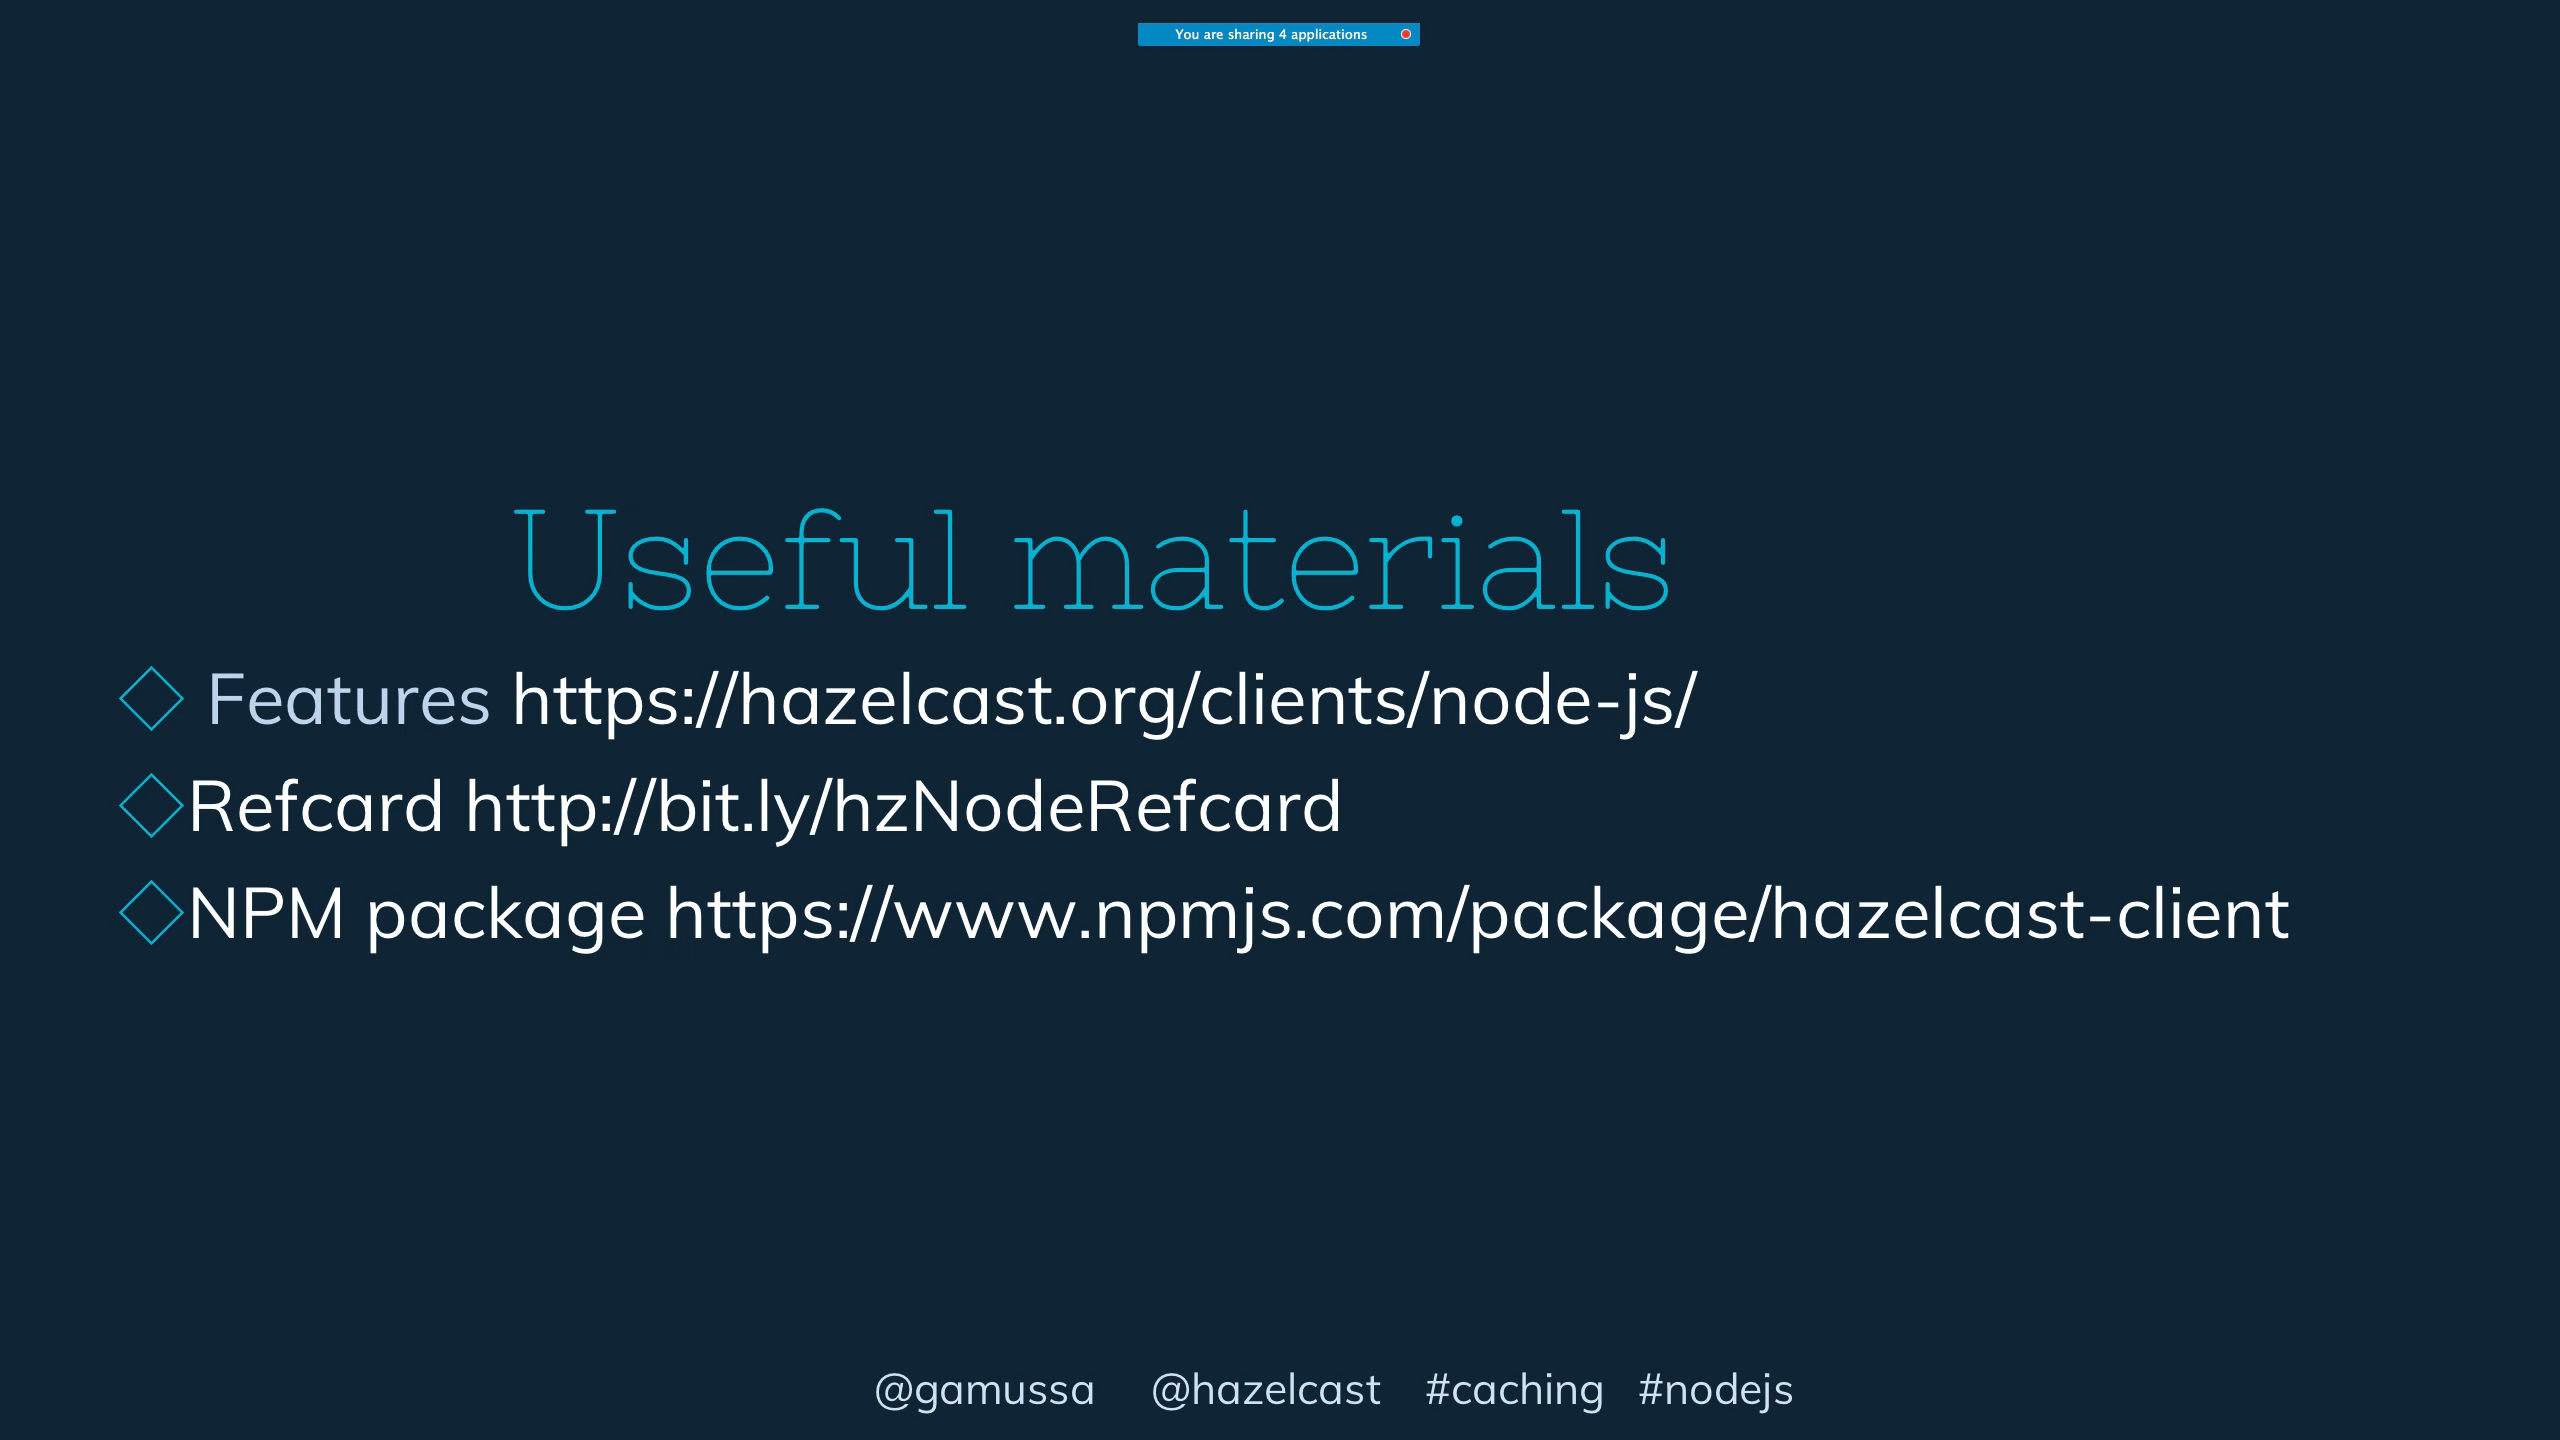 You are sharing 4 applications
Useful materials
Features https://hazelcast.org/clients/node-js/
Refcard http://bit.ly/hzNodeRefcard
NPM package https://www.npmjs.com/package/hazelcast-client
@gamussa @hazelcast #caching #nodejs